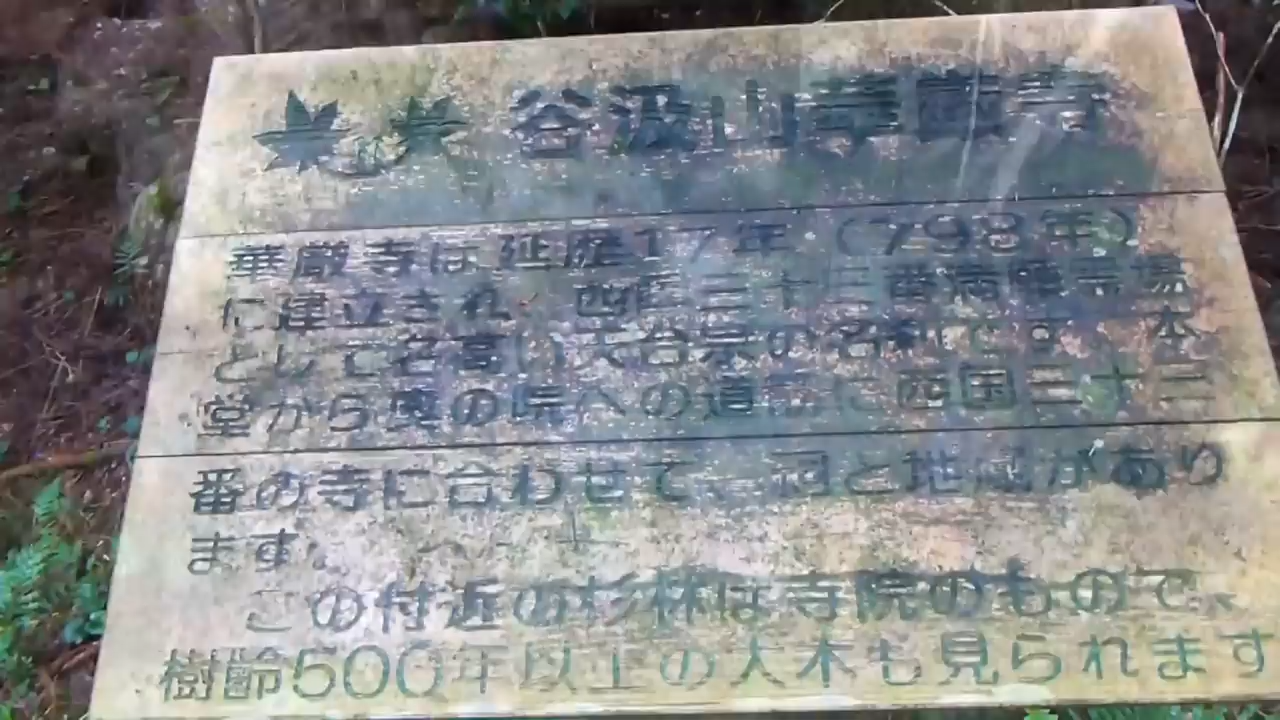 谷汲山華厳寺
華厳寺は延歴17年(798年)
に建立され、西国三十三番満願霊場
として名高い天台宗の名刹です。本
堂から奥の院への道
に西国三十三
番の寺に合わせて、祠と地蔵があり
ます。
この付近の杉林は寺院のもので、
樹齢500年以上の大木も見られます